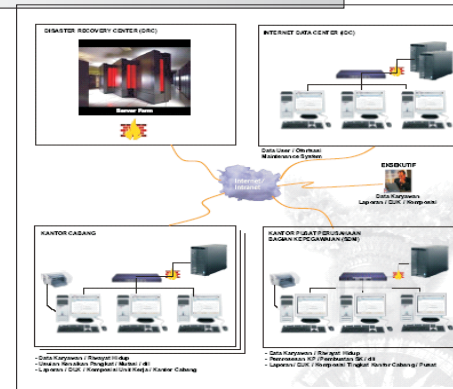 DISASTER RECOVERY CENTER (DRC)
Server Farm
INTERNET DATA CENTER (IDC)
Data User / Otorisasi
Maintenance System
Internet /
Intranet
EKSEKUTIF
Data Karyawan
Laporan / DUK / Komposisi
KANTOR CABANG
- Data Karyawan / Riwayat Hidup
- Usulan Kenaikan Pangkat / Mutasi / dll
- Laporan / DUK / Komposisi Unit Kerja / Kantor Cabang
KANTOR PUSAT PERUSAHAAN
BAGIAN KEPEGAWAIAN (SDM)
- Data Karyawan / Riwayat Hidup
- Pemrosesan KP / Pembuatan SK / dll
- Laporan / DUK / Komposisi Tingkat Kantor Cabang / Pusat